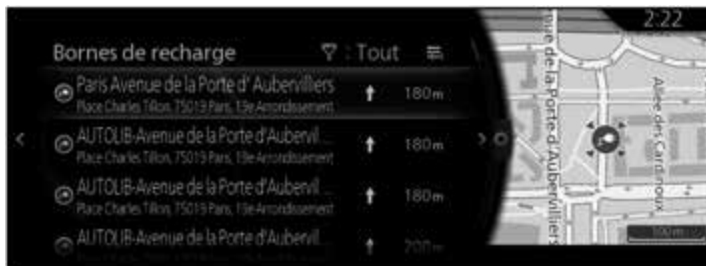 2:22
Bornes de recharge : Tout
Paris Avenue de la Porte d' Aubervilliers
Place Charles Tillon, 75019 Paris, 19e Arrondissement
180m
AUTOLIB-Avenue de la Porte d'Aubervil...
Place Charles Tillon, 75019 Paris, 19e Arrondissement
180m
AUTOLIB-Avenue de la Porte d'Aubervil...
Place Charles Tillon, 75019 Paris, 19e Arrondissement
180m
AUTOLIB-Avenue de la Porte d'Aubervil...
200m
nue de la Porte d'Aubervilliers
Allée des Cardinoux
100 m